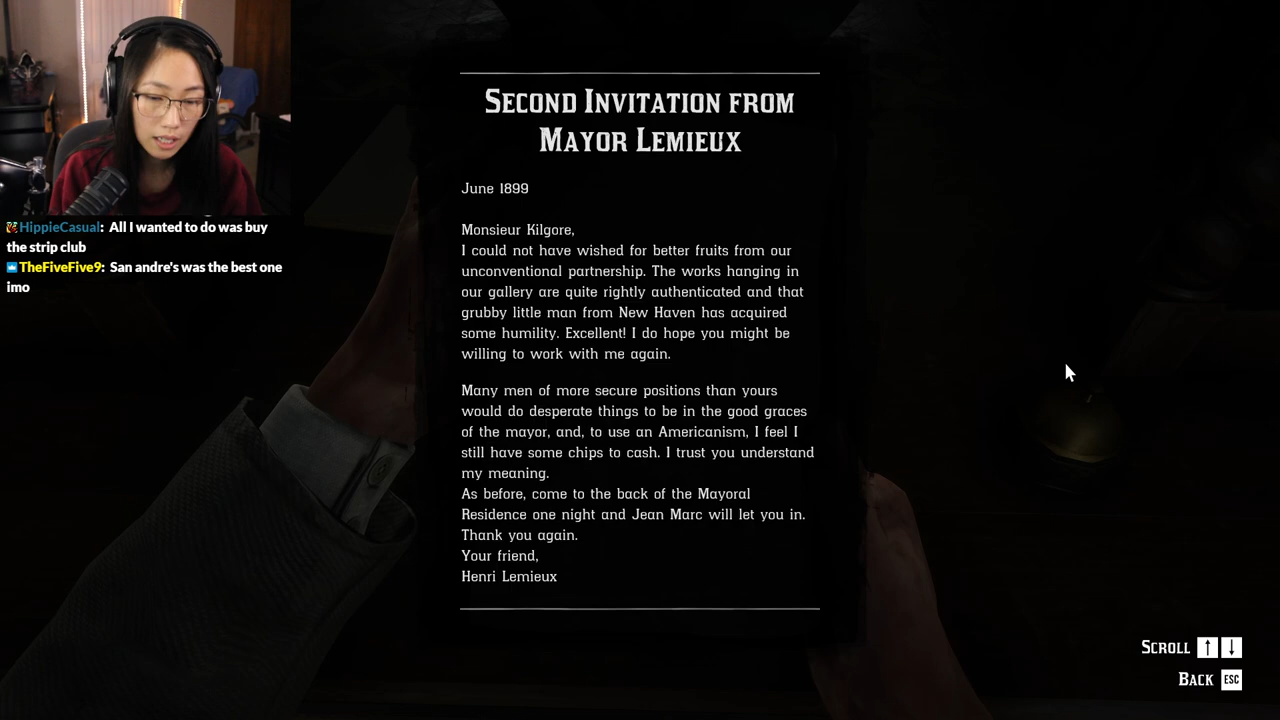 HippieCasual: All I wanted to do was buy
the strip club
TheFiveFive9: San andre's was the best one
imo
Second Invitation from
Mayor Lemieux
June 1899
Monsieur Kilgore,
I could not have wished for better fruits from our
unconventional partnership. The works hanging in
our gallery are quite rightly authenticated and that
grubby little man from New Haven has acquired
some humility. Excellent! I do hope you might be
willing to work with me again.
Many men of more secure positions than yours
would do desperate things to be in the good graces
of the mayor, and, to use an Americanism, I feel I
still have some chips to cash. I trust you understand
my meaning.
As before, come to the back of the Mayoral
Residence one night and Jean Marc will let you in.
Thank you again.
Your friend,
Henri Lemieux
Scroll ↑ ↓
Back ESC